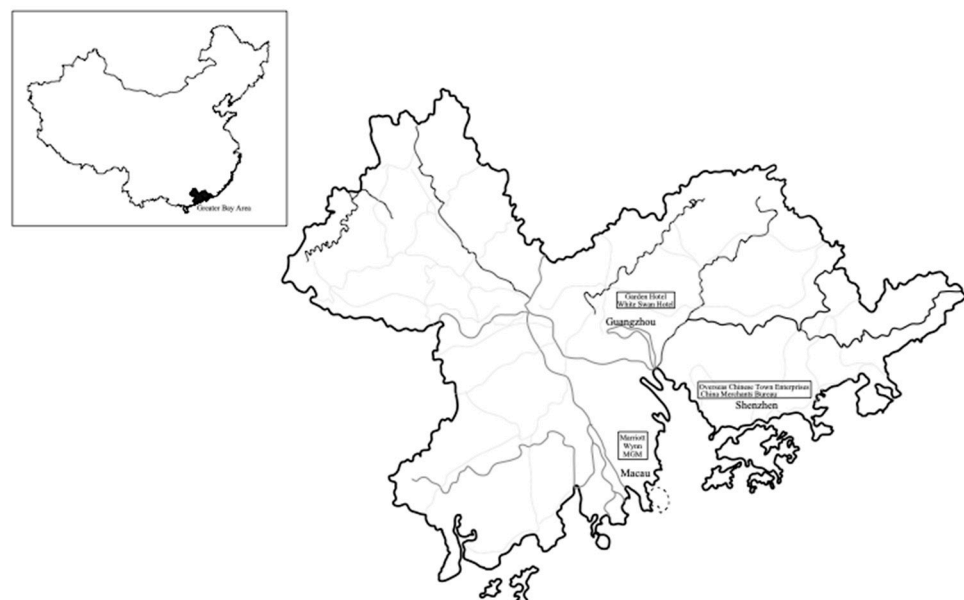 Greater Bay Area
Garden Hotel
White Swan Hotel
Guangzhou
Overseas Chinese Town Enterprises
China Merchants Bureau
Shenzhen
Marriott
Wynn
MGM
Macau